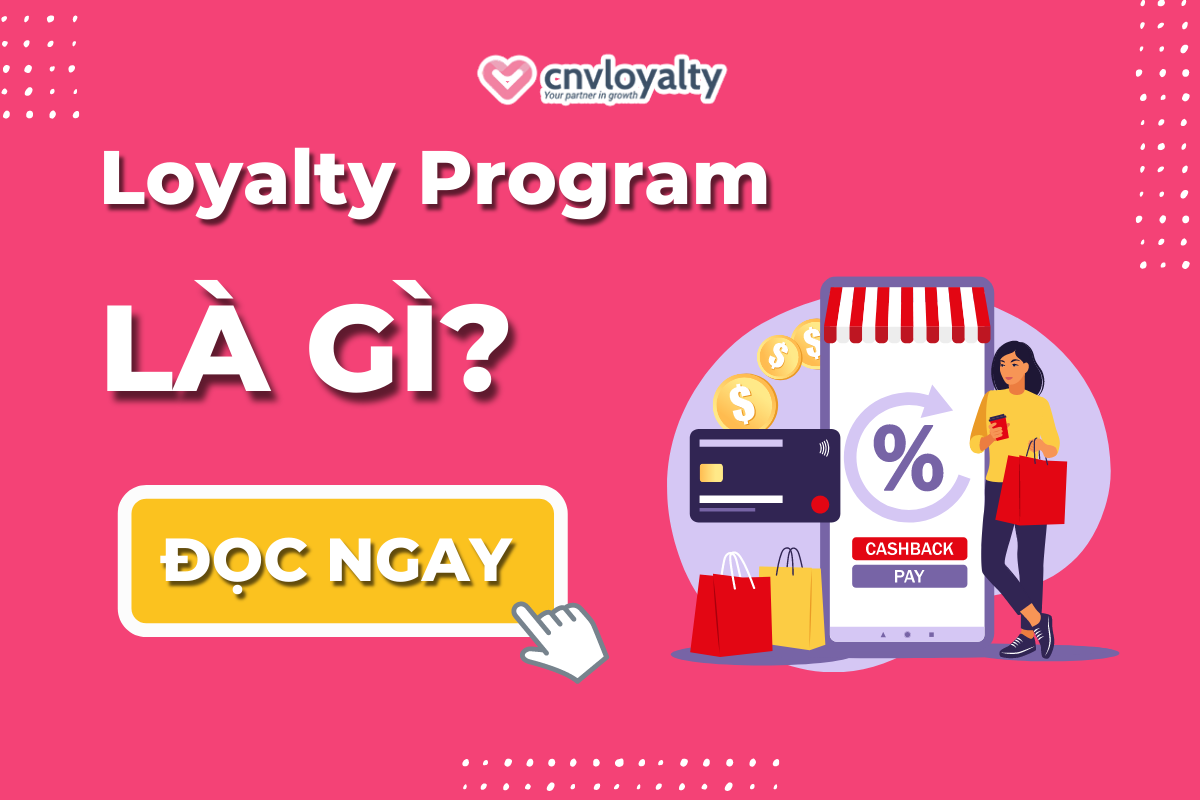 cnvloyalty
Your partner in growth
Loyalty Program
LÀ GÌ?
ĐỌC NGAY
$
$
$
%
CASHBACK
PAY